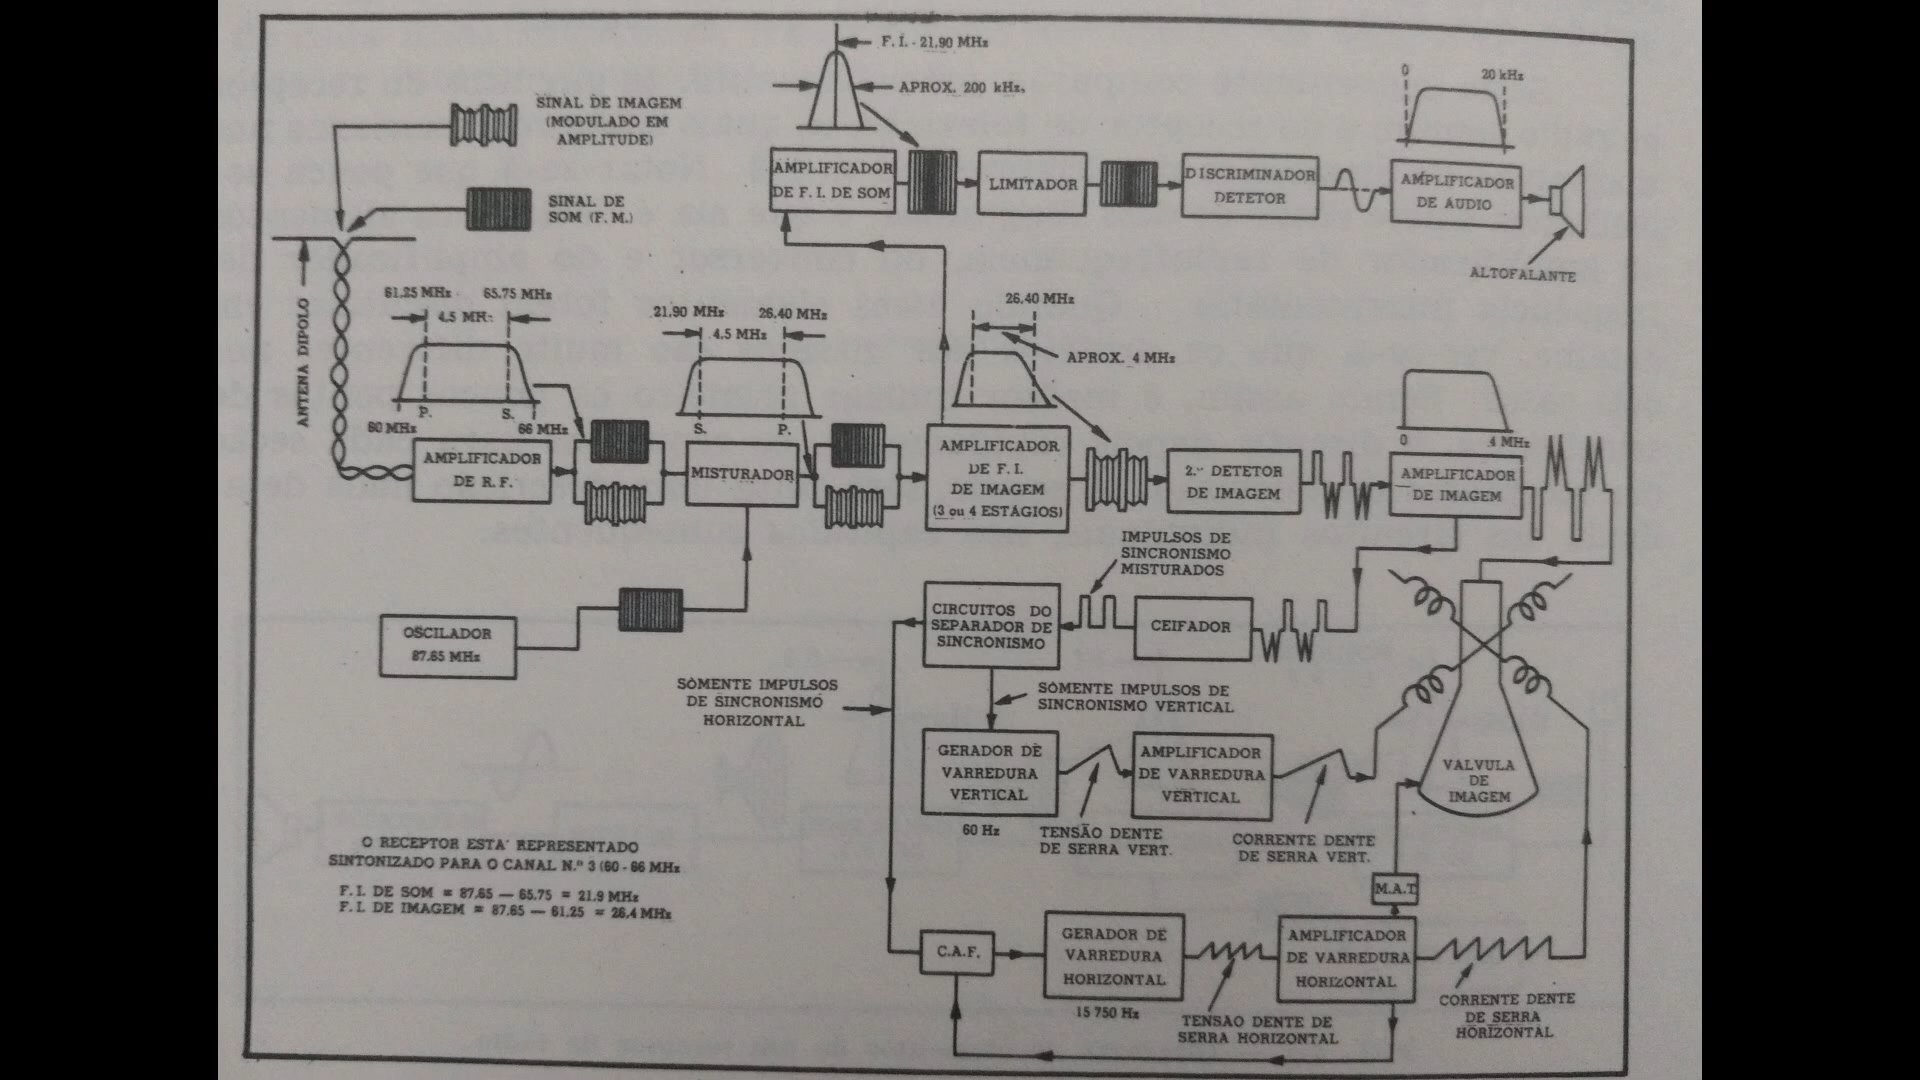 F. I. - 21,90 MHz
APROX. 200 kHz.
0
20 kHz
SINAL DE IMAGEM
(MODULADO EM
AMPLITUDE)
SINAL DE
SOM (F. M.)
AMPLIFICADOR
DE F. I. DE SOM
LIMITADOR
DISCRIMINADOR
DETETOR
AMPLIFICADOR
DE ÁUDIO
ALTOFALANTE
ANTENA DIPOLO
61.25 MHz
65.75 MHz
4,5 MHz
P.
S.
60 MHz
66 MHz
21.90 MHz
26.40 MHz
4.5 MHz
S.
P.
26.40 MHz
APROX. 4 MHz
0
4 MHz
AMPLIFICADOR
DE R. F.
MISTURADOR
AMPLIFICADOR
DE F. I.
DE IMAGEM
(3 ou 4 ESTÁGIOS)
2.º DETETOR
DE IMAGEM
AMPLIFICADOR
DE IMAGEM
OSCILADOR
87.65 MHz
IMPULSOS DE
SINCRONISMO
MISTURADOS
CIRCUITOS DO
SEPARADOR DE
SINCRONISMO
CEIFADOR
SÒMENTE IMPULSOS
DE SINCRONISMO
HORIZONTAL
SÒMENTE IMPULSOS DE
SINCRONISMO VERTICAL
GERADOR DE
VARREDURA
VERTICAL
60 Hz
AMPLIFICADOR
DE VARREDURA
VERTICAL
TENSÃO DENTE
DE SERRA VERT.
CORRENTE DENTE
DE SERRA VERT.
VALVULA
DE
IMAGEM
M.A.T.
O RECEPTOR ESTA' REPRESENTADO
SINTONIZADO PARA O CANAL N.º 3 (60 - 66 MHz
F. I. DE SOM = 87.65 — 65.75 = 21.9 MHz
F. I. DE IMAGEM = 87.65 — 61.25 = 26.4 MHz
C.A.F.
GERADOR DE
VARREDURA
HORIZONTAL
15 750 Hz
AMPLIFICADOR
DE VARREDURA
HORIZONTAL
TENSAO DENTE DE
SERRA HORIZONTAL
CORRENTE DENTE
DE SERRA
HORIZONTAL